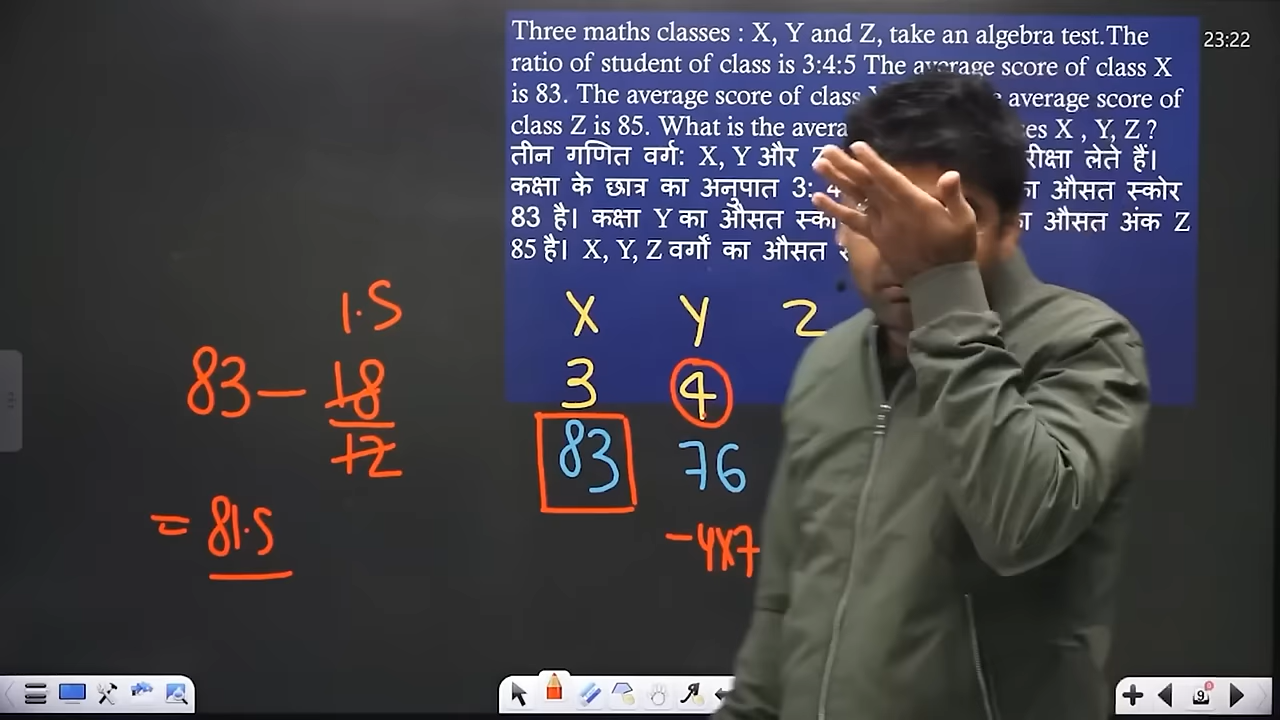 Three maths classes : X, Y and Z, take an algebra test.The
ratio of student of class is 3:4:5 The average score of class X
is 83. The average score of class average score of
class Z is 85. What is the X , Y, Z ?
तीन गणित वर्ग: X, Y और लेते हैं।
कक्षा के छात्र का अनुपात 3: 4 औसत स्कोर
83 है। कक्षा Y का औसत औसत अंक Z
85 है। X, Y, Z वर्गों का औसत
23:22
X Y Z
3 4
83 76
-4x7
1.5
83 - 18
12
= 81.5
9